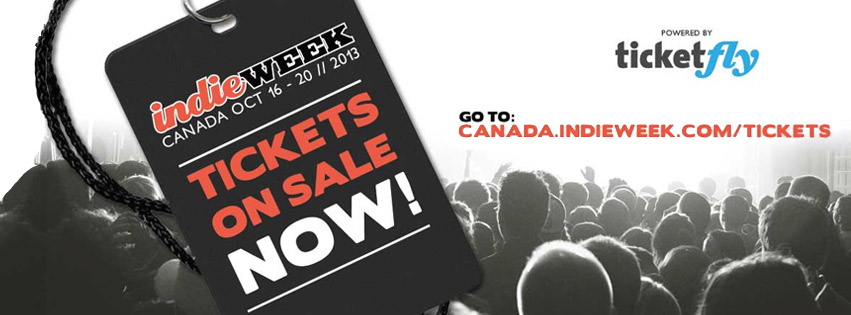 indieWEEK
CANADA OCT 16 - 20 // 2013
TICKETS
ON SALE
NOW!
POWERED BY
ticketfly
GO TO:
CANADA.INDIEWEEK.COM/TICKETS